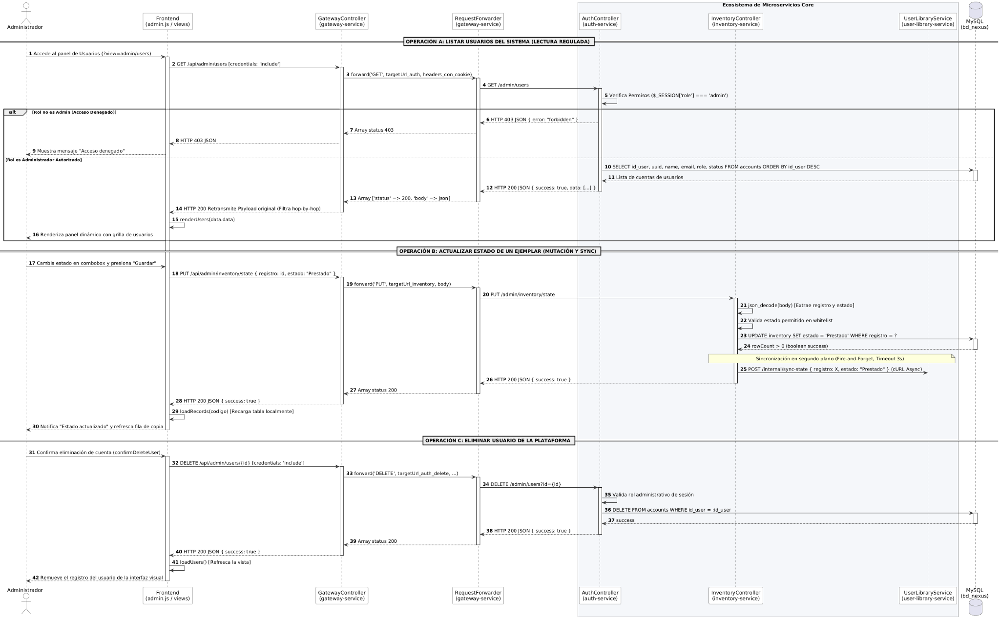 Ecosistema de Microservicios Core
Administrador
Frontend
(admin.js / views)
GatewayController
(gateway-service)
RequestForwarder
(gateway-service)
AuthController
(auth-service)
InventoryController
(inventory-service)
UserLibraryService
(user-library-service)
MySQL
(bd_nexus)
OPERACIÓN A: LISTAR USUARIOS DEL SISTEMA (LECTURA REGULADA)
1 Accede al panel de Usuarios (?view=admin/users)
2 GET /api/admin/users [credentials: 'include']
3 forward('GET', targetUrl_auth, headers_con_cookie)
4 GET /admin/users
5 Verifica Permisos ($_SESSION['role'] === 'admin')
alt [Rol no es Admin (Acceso Denegado)]
6 HTTP 403 JSON { error: "forbidden" }
7 Array status 403
8 HTTP 403 JSON
9 Muestra mensaje "Acceso denegado"
[Rol es Administrador Autorizado]
10 SELECT id_user, uuid, name, email, role, status FROM accounts ORDER BY id_user DESC
11 Lista de cuentas de usuarios
12 HTTP 200 JSON { success: true, data: [...] }
13 Array ['status' => 200, 'body' => json]
14 HTTP 200 Retransmite Payload original (Filtra hop-by-hop)
15 renderUsers(data.data)
16 Renderiza panel dinámico con grilla de usuarios
OPERACIÓN B: ACTUALIZAR ESTADO DE UN EJEMPLAR (MUTACIÓN Y SYNC)
17 Cambia estado en combobox y presiona "Guardar"
18 PUT /api/admin/inventory/state { registro: id, estado: "Prestado" }
19 forward('PUT', targetUrl_inventory, body)
20 PUT /admin/inventory/state
21 json_decode(body) [Extrae registro y estado]
22 Valida estado permitido en whitelist
23 UPDATE inventory SET estado = 'Prestado' WHERE registro = ?
24 rowCount > 0 (boolean success)
Sincronización en segundo plano (Fire-and-Forget, Timeout 3s)
25 POST /internal/sync-state { registro: X, estado: "Prestado" } (cURL Async)
26 HTTP 200 JSON { success: true }
27 Array status 200
28 HTTP 200 JSON { success: true }
29 loadRecords(codigo) [Recarga tabla localmente]
30 Notifica "Estado actualizado" y refresca fila de copia
OPERACIÓN C: ELIMINAR USUARIO DE LA PLATAFORMA
31 Confirma eliminación de cuenta (confirmDeleteUser)
32 DELETE /api/admin/users/{id} [credentials: 'include']
33 forward('DELETE', targetUrl_auth_delete, ...)
34 DELETE /admin/users?id={id}
35 Valida rol administrativo de sesión
36 DELETE FROM accounts WHERE id_user = :id_user
37 success
38 HTTP 200 JSON { success: true }
39 Array status 200
40 HTTP 200 JSON { success: true }
41 loadUsers() [Refresca la vista]
42 Remueve el registro del usuario de la interfaz visual
Administrador
Frontend
(admin.js / views)
GatewayController
(gateway-service)
RequestForwarder
(gateway-service)
AuthController
(auth-service)
InventoryController
(inventory-service)
UserLibraryService
(user-library-service)
MySQL
(bd_nexus)